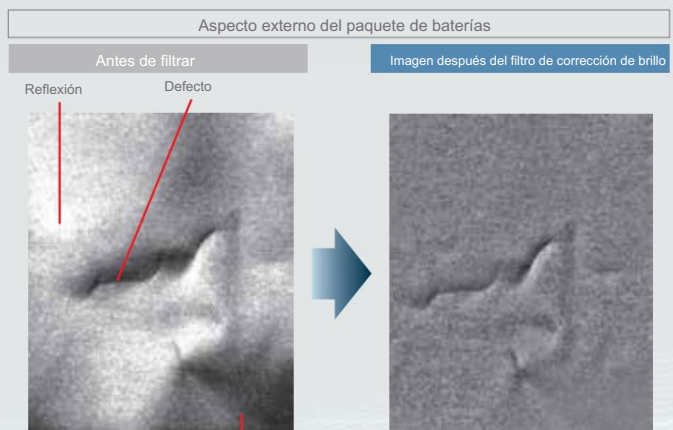 Aspecto externo del paquete de baterías
Antes de filtrar
Imagen después del filtro de corrección de brillo
Reflexión
Defecto